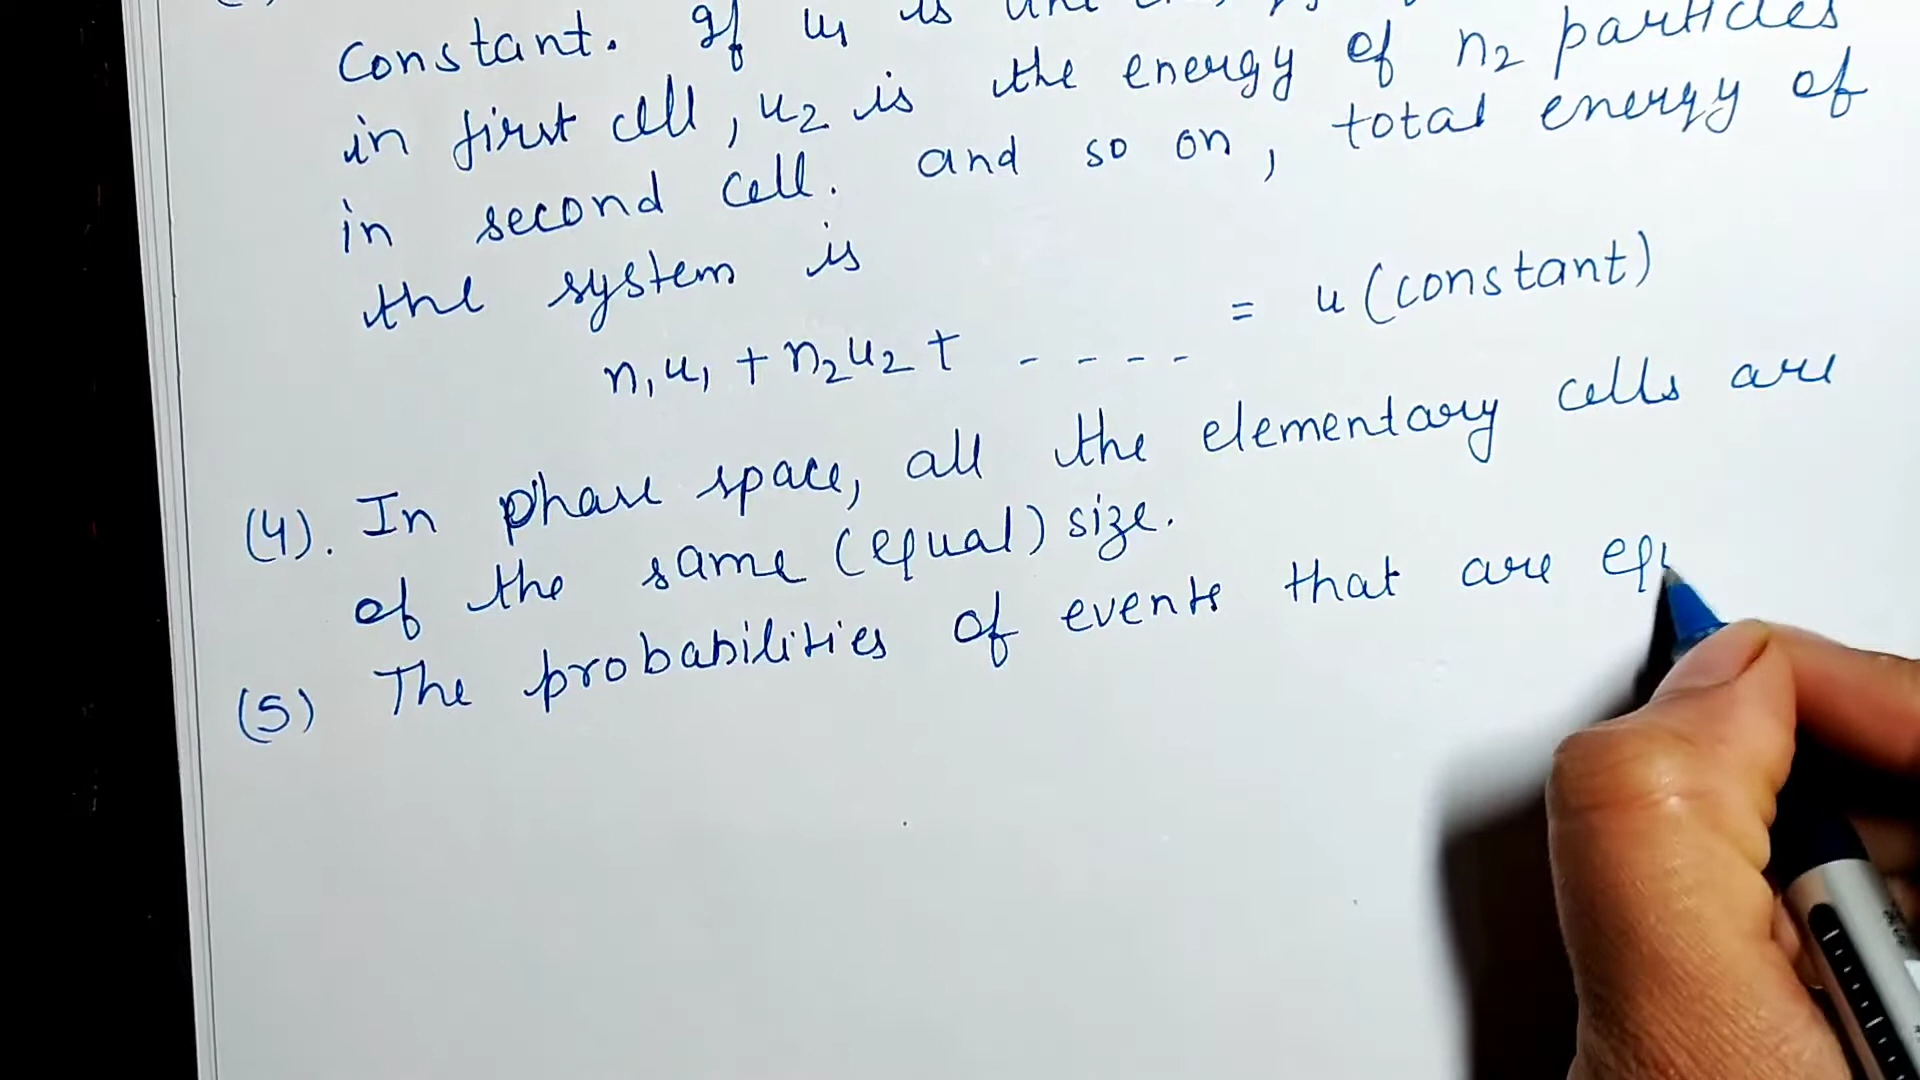 constant. If u₁ is
in first cell, u₂ is the energy of n₂ particles
in second cell. and so on, total energy of
the system is
n₁u₁ + n₂u₂ + - - - - = u (constant)
(4). In phase space, all the elementary cells are
of the same (equal) size.
(5) The probabilities of events that are equ